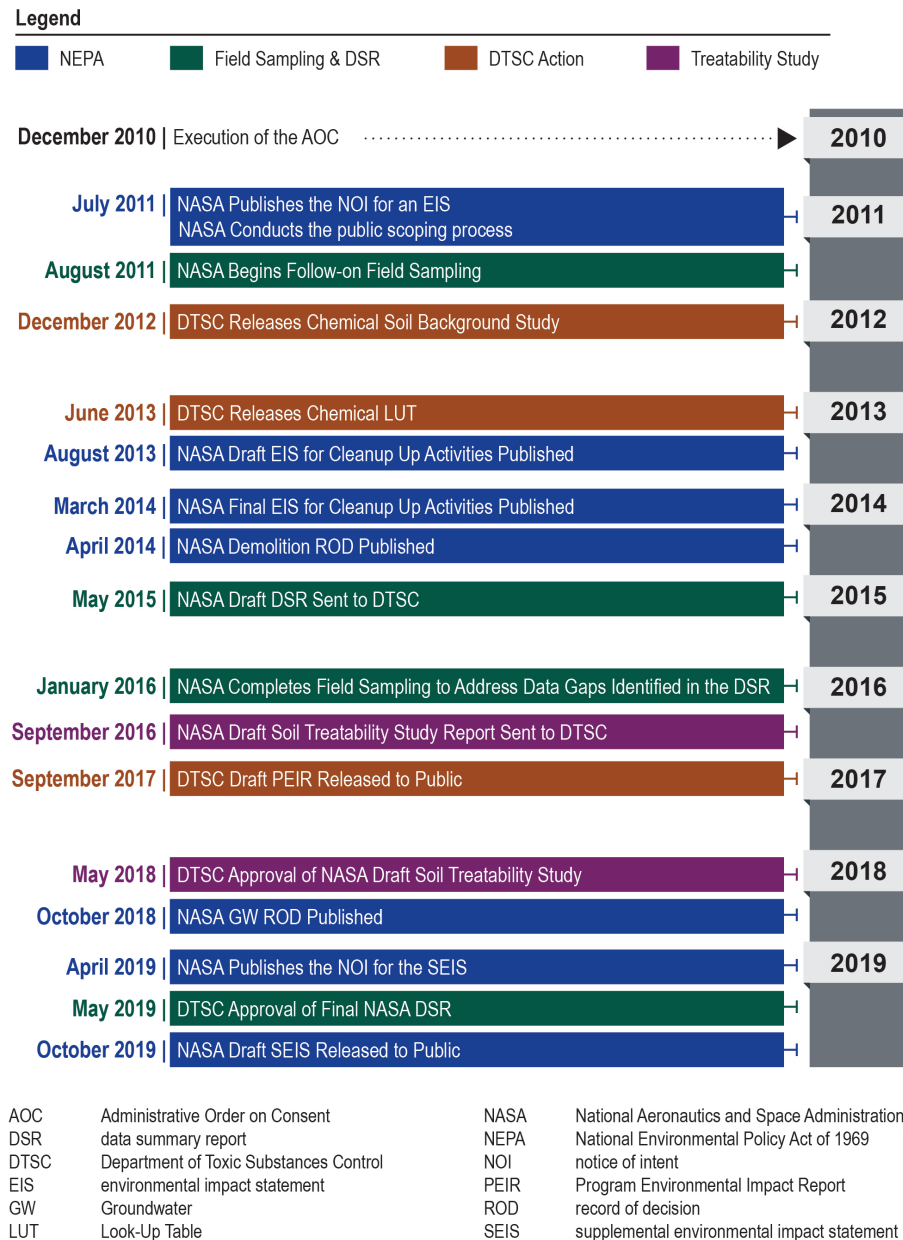 Legend
NEPA Field Sampling & DSR DTSC Action Treatability Study
December 2010 | Execution of the AOC 2010
July 2011 | NASA Publishes the NOI for an EIS 2011
NASA Conducts the public scoping process
August 2011 | NASA Begins Follow-on Field Sampling
December 2012 | DTSC Releases Chemical Soil Background Study 2012
June 2013 | DTSC Releases Chemical LUT 2013
August 2013 | NASA Draft EIS for Cleanup Up Activities Published
March 2014 | NASA Final EIS for Cleanup Up Activities Published 2014
April 2014 | NASA Demolition ROD Published
May 2015 | NASA Draft DSR Sent to DTSC 2015
January 2016 | NASA Completes Field Sampling to Address Data Gaps Identified in the DSR 2016
September 2016 | NASA Draft Soil Treatability Study Report Sent to DTSC
September 2017 | DTSC Draft PEIR Released to Public 2017
May 2018 | DTSC Approval of NASA Draft Soil Treatability Study 2018
October 2018 | NASA GW ROD Published
April 2019 | NASA Publishes the NOI for the SEIS 2019
May 2019 | DTSC Approval of Final NASA DSR
October 2019 | NASA Draft SEIS Released to Public
AOC Administrative Order on Consent
DSR data summary report
DTSC Department of Toxic Substances Control
EIS environmental impact statement
GW Groundwater
LUT Look-Up Table
NASA National Aeronautics and Space Administration
NEPA National Environmental Policy Act of 1969
NOI notice of intent
PEIR Program Environmental Impact Report
ROD record of decision
SEIS supplemental environmental impact statement